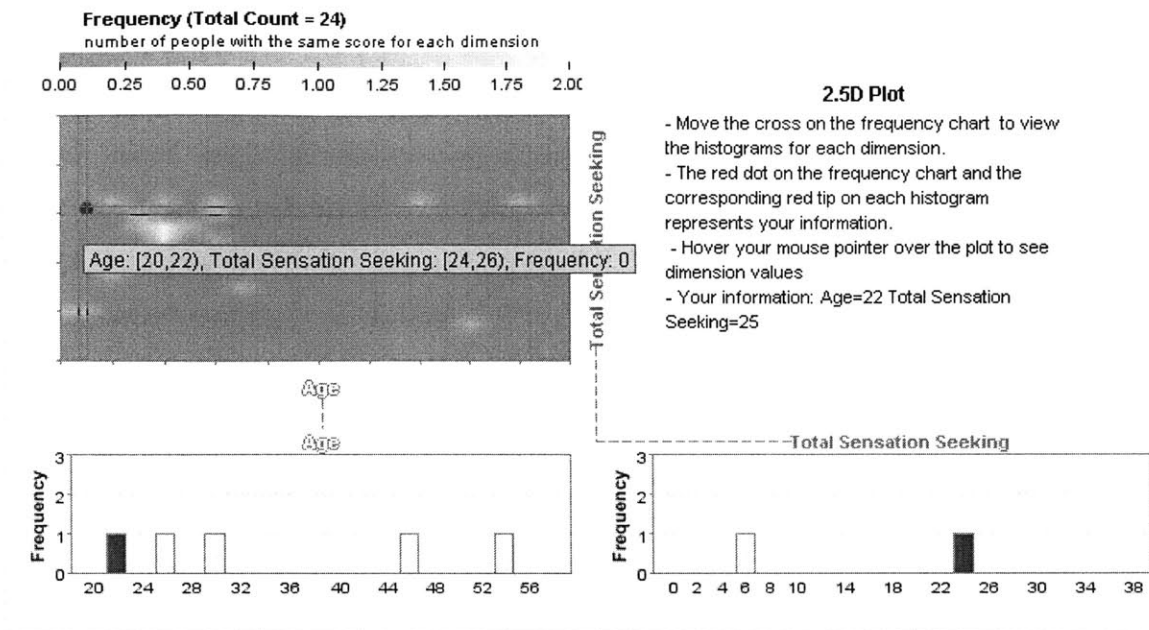 Frequency (Total Count = 24)
number of people with the same score for each dimension
0.00 0.25 0.50 0.75 1.00 1.25 1.50 1.75 2.00
Total Sensation Seeking
Age: [20,22), Total Sensation Seeking: [24,26), Frequency: 0
2.5D Plot
- Move the cross on the frequency chart to view
the histograms for each dimension.
- The red dot on the frequency chart and the
corresponding red tip on each histogram
represents your information.
- Hover your mouse pointer over the plot to see
dimension values
- Your information: Age=22 Total Sensation
Seeking=25
Age
Age
Frequency
3
2
1
0
20 24 28 32 36 40 44 48 52 56
Total Sensation Seeking
Frequency
3
2
1
0
0 2 4 6 8 10 14 18 22 26 30 34 38